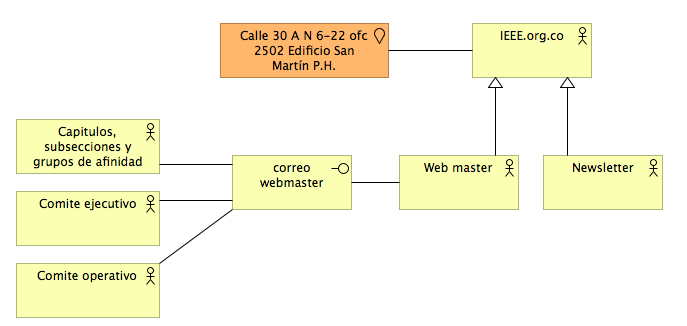 Calle 30 A N 6-22 ofc
2502 Edificio San
Martín P.H.
IEEE.org.co
Capitulos,
subsecciones y
grupos de afinidad
correo
webmaster
Web master
Newsletter
Comite ejecutivo
Comite operativo